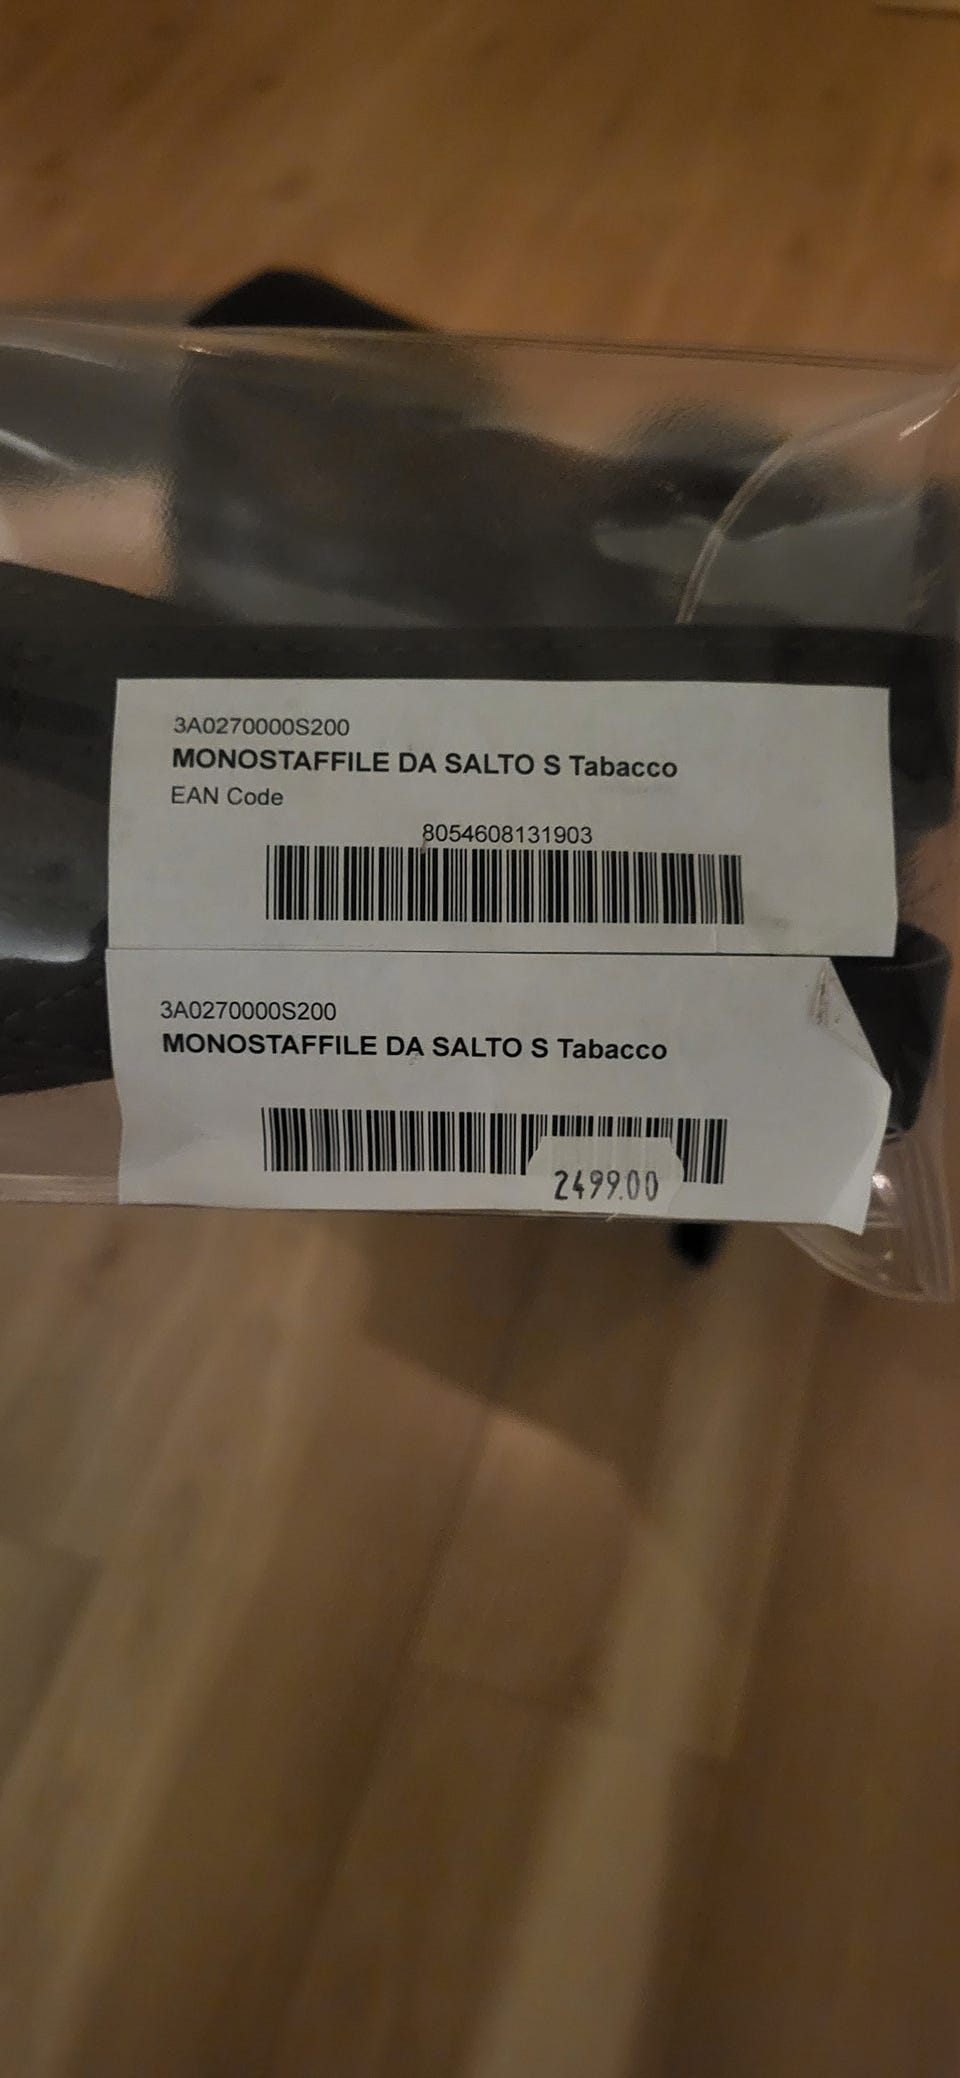 3A0270000S200
MONOSTAFFILE DA SALTO S Tabacco
EAN Code
8054608131903
3A0270000S200
MONOSTAFFILE DA SALTO S Tabacco
2499.00